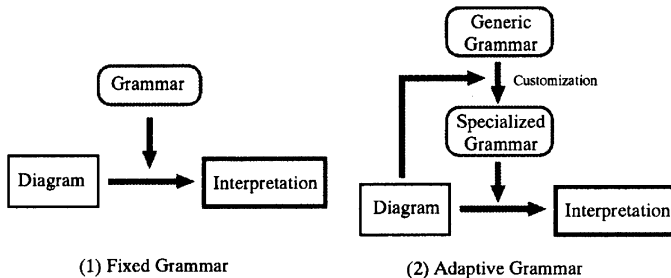 Grammar
Diagram
Interpretation
(1) Fixed Grammar
Generic
Grammar
Customization
Specialized
Grammar
Diagram
Interpretation
(2) Adaptive Grammar